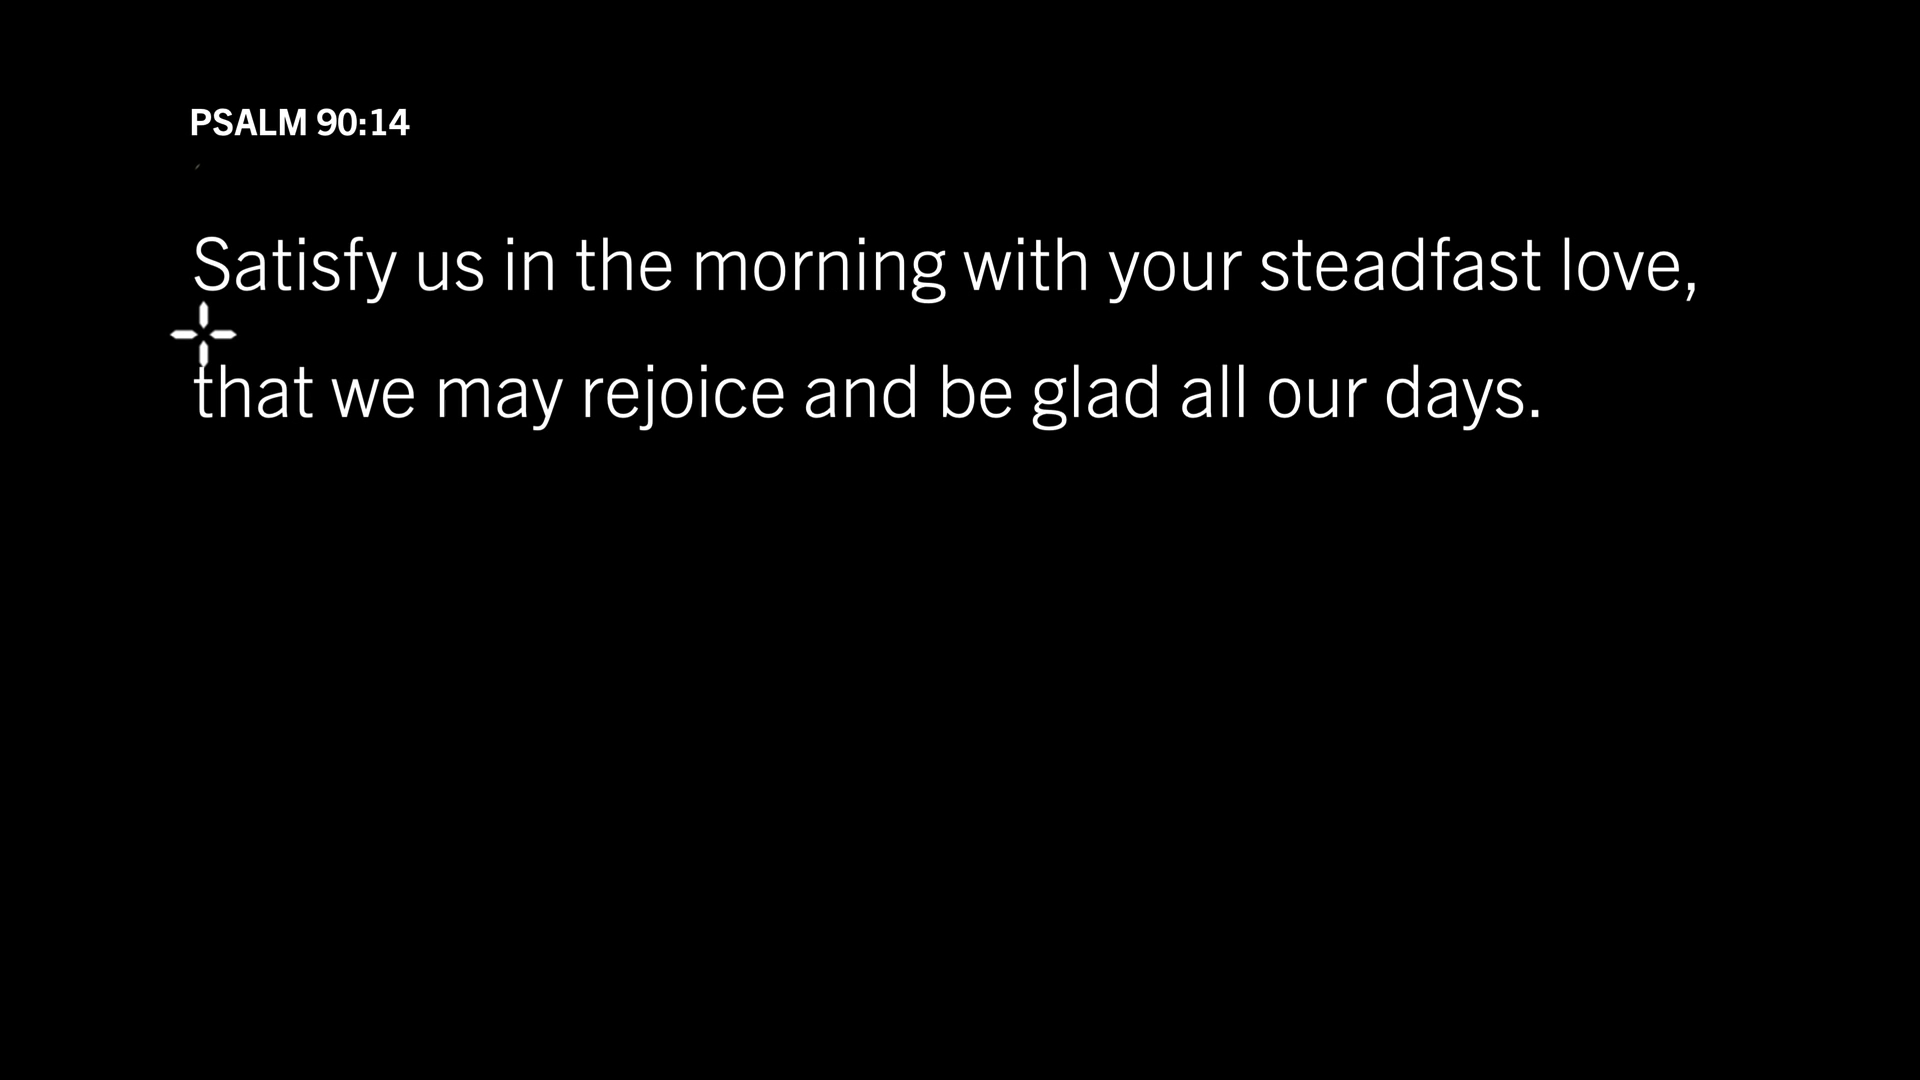 PSALM 90:14
Satisfy us in the morning with your steadfast love,
that we may rejoice and be glad all our days.